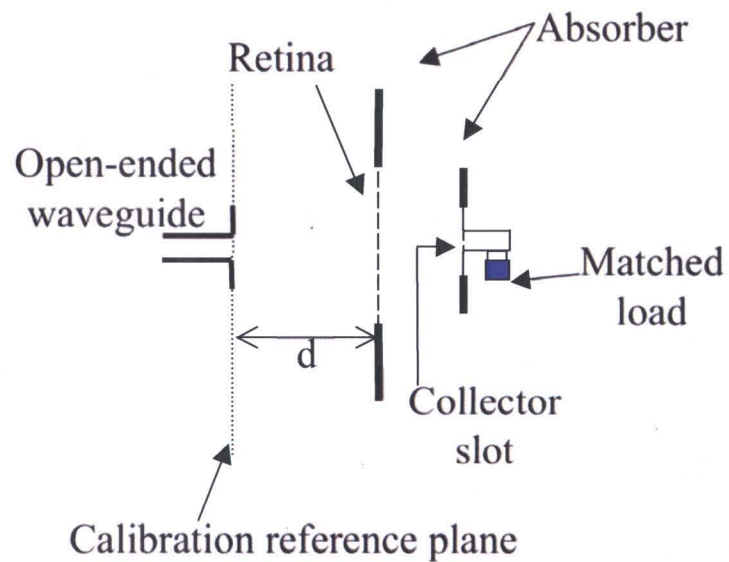 Absorber
Retina
Open-ended
waveguide
Matched
load
d
Collector
slot
Calibration reference plane